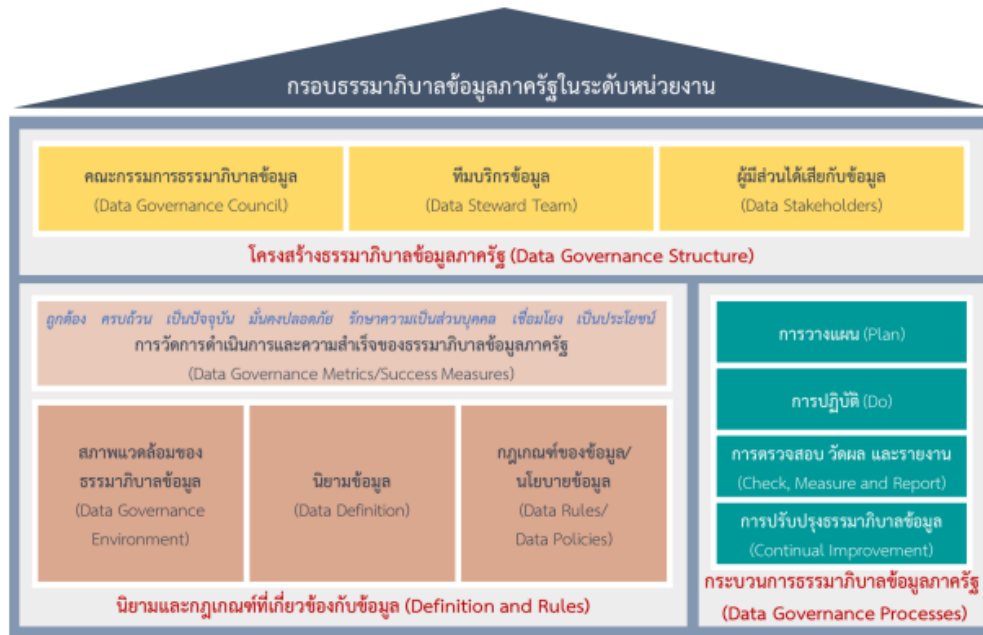 กรอบธรรมาภิบาลข้อมูลภาครัฐในระดับหน่วยงาน
คณะกรรมการธรรมาภิบาลข้อมูล
(Data Governance Council)
ทีมบริกรข้อมูล
(Data Steward Team)
ผู้มีส่วนได้เสียกับข้อมูล
(Data Stakeholders)
โครงสร้างธรรมาภิบาลข้อมูลภาครัฐ (Data Governance Structure)
ถูกต้อง ครบถ้วน เป็นปัจจุบัน มั่นคงปลอดภัย รักษาความเป็นส่วนบุคคล เชื่อมโยง เป็นประโยชน์
การวัดการดำเนินการและความสำเร็จของธรรมาภิบาลข้อมูลภาครัฐ
(Data Governance Metrics/Success Measures)
สภาพแวดล้อมของ
ธรรมาภิบาลข้อมูล
(Data Governance
Environment)
นิยามข้อมูล
(Data Definition)
กฎเกณฑ์ของข้อมูล/
นโยบายข้อมูล
(Data Rules/
Data Policies)
นิยามและกฎเกณฑ์ที่เกี่ยวข้องกับข้อมูล (Definition and Rules)
การวางแผน (Plan)
การปฏิบัติ (Do)
การตรวจสอบ วัดผล และรายงาน
(Check, Measure and Report)
การปรับปรุงธรรมาภิบาลข้อมูล
(Continual Improvement)
กระบวนการธรรมาภิบาลข้อมูลภาครัฐ
(Data Governance Processes)